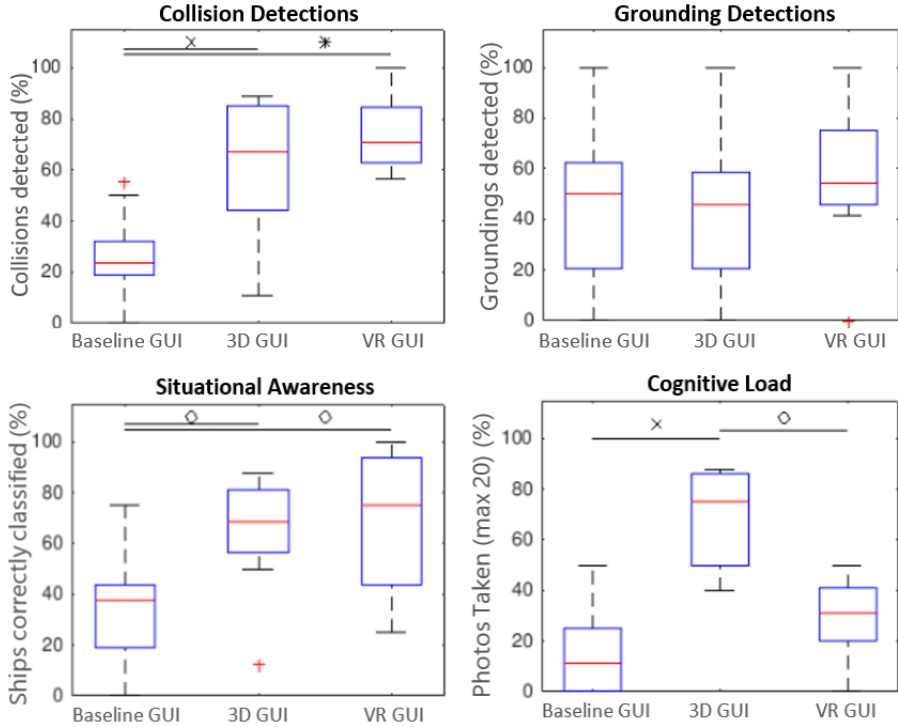 Collision Detections
Collisions detected (%)
100
80
60
40
20
0
Baseline GUI 3D GUI VR GUI
Grounding Detections
Groundings detected (%)
100
80
60
40
20
0
Baseline GUI 3D GUI VR GUI
Situational Awareness
Ships correctly classified (%)
100
80
60
40
20
0
Baseline GUI 3D GUI VR GUI
Cognitive Load
Photos Taken (max 20) (%)
100
80
60
40
20
0
Baseline GUI 3D GUI VR GUI